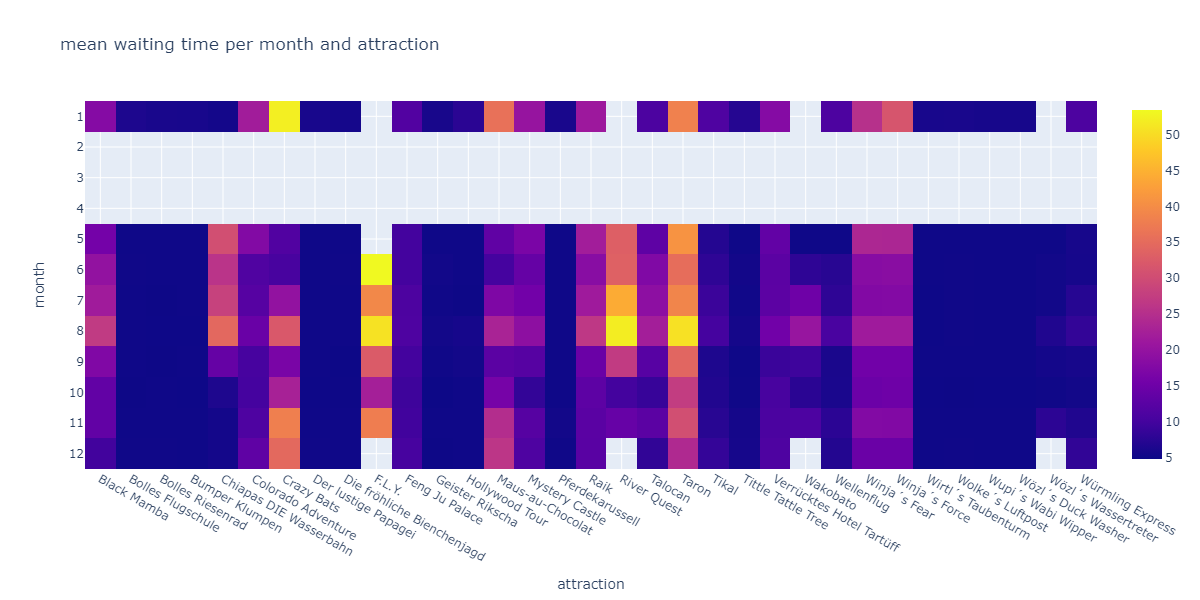 mean waiting time per month and attraction
month
1
2
3
4
5
6
7
8
9
10
11
12
Black Mamba
Bolles Flugschule
Bolles Riesenrad
Bumper Klumpen
Chiapas DIE Wasserbahn
Colorado Adventure
Crazy Bats
Der lustige Papagei
Die fröhliche Bienchenjagd
F.L.Y.
Feng Ju Palace
Geister Rikscha
Hollywood Tour
Maus-au-Chocolat
Mystery Castle
Pferdekarussell
Raik
River Quest
Talocan
Taron
Tikal
Tittle Tattle Tree
Verrücktes Hotel Tartüff
Wakobato
Wellenflug
Winja´s Fear
Winja´s Force
Wirtl´s Taubenturm
Wolke´s Luftpost
Wupi´s Wabi Wipper
Wözl´s Duck Washer
Wözl´s Wassertreter
Würmling Express
attraction
50
45
40
35
30
25
20
15
10
5